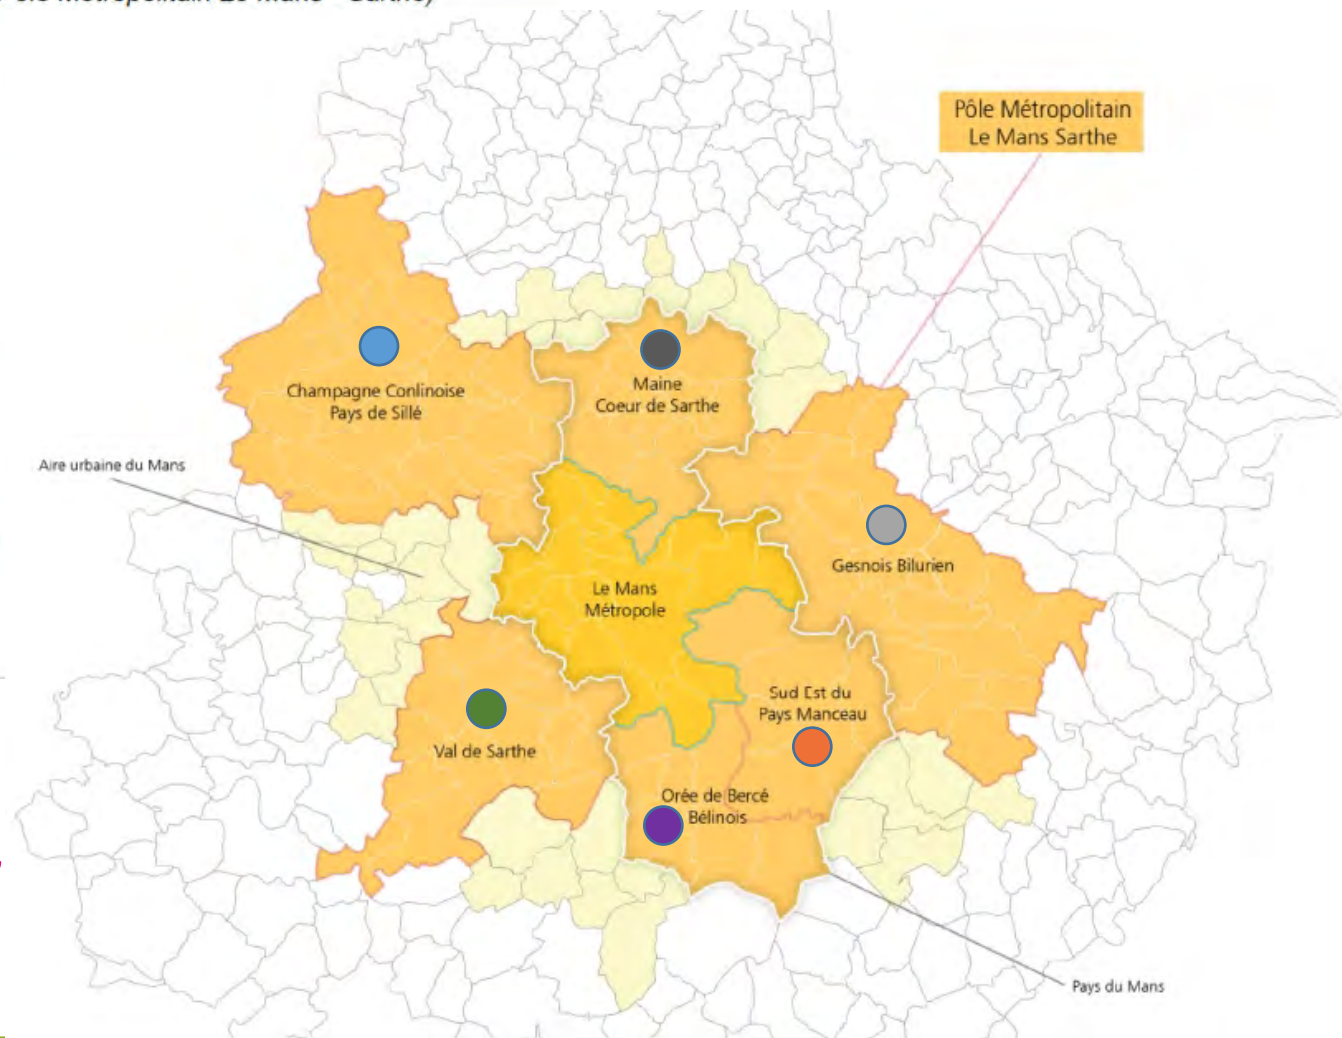 Pôle Métropolitain
Le Mans Sarthe
Champagne Conlinoise
Pays de Sillé
Maine
Coeur de Sarthe
Aire urbaine du Mans
Gesnois Bilurien
Le Mans
Métropole
Sud Est du
Pays Manceau
Val de Sarthe
Orée de Bercé
Bélinois
Pays du Mans